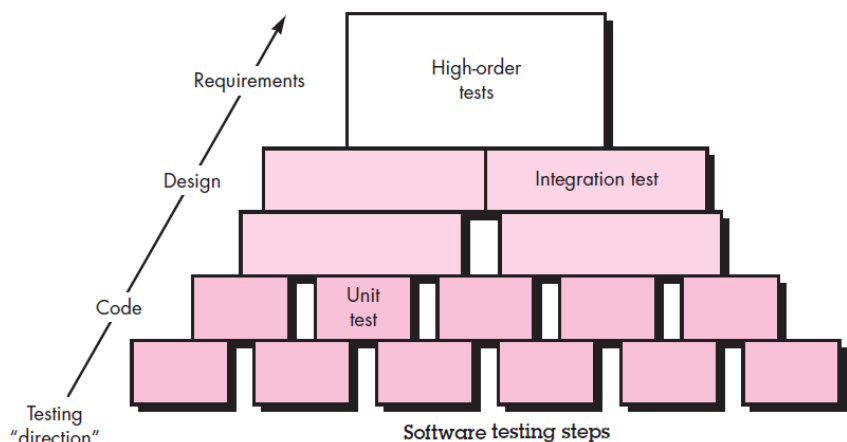 High-order
tests
Requirements
Design
Integration test
Code
Unit
test
Testing
“direction”
Software testing steps